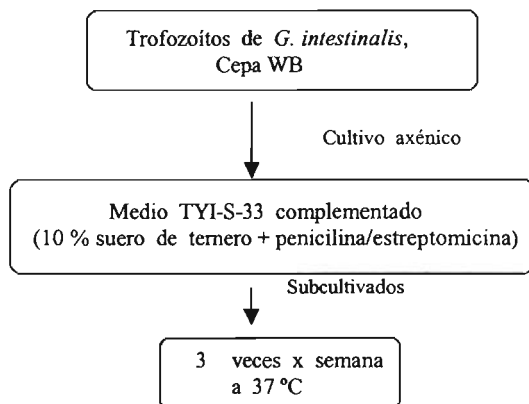 Trofozoítos de G. intestinalis,
Cepa WB
Cultivo axénico
Medio TYI-S-33 complementado
(10 % suero de ternero + penicilina/estreptomicina)
Subcultivados
3 veces x semana
a 37 ºC